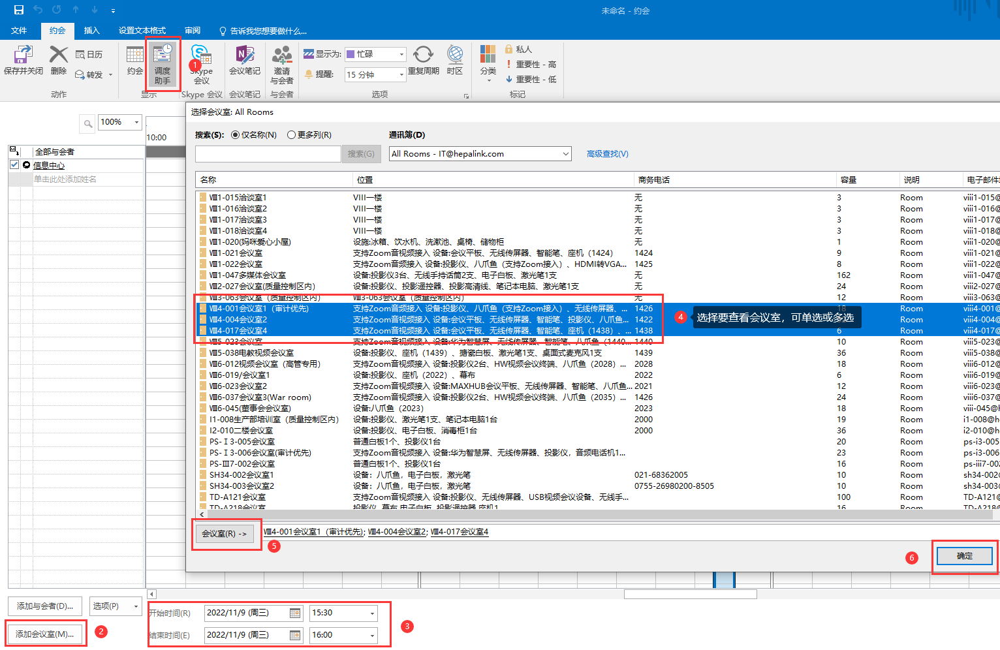 未命名 - 约会
文件
约会
插入
设置文本格式
审阅
告诉我您想要做什么...
保存并关闭
删除
日历
转发
动作
约会
调度
助手
显示
1
Skype
会议
Skype 会议
会议笔记
会议笔记
邀请
与会者
与会者
显示为:
忙碌
提醒:
15 分钟
重复周期
时区
选项
分类
私人
重要性 - 高
重要性 - 低
标记
100%
10:00
全部与会者
信息中心
单击此处添加姓名
选择会议室: All Rooms
搜索(S):
仅名称(N)
更多列(R)
通讯簿(D)
搜索(G)
All Rooms - IT@hepalink.com
高级查找(V)
名称 位置 商务电话 容量 说明 电子邮件
Ⅷ1-015洽谈室1 VIII一楼 无 3 Room viii1-015@
Ⅷ1-016洽谈室2 VIII一楼 无 3 Room viii1-016@
Ⅷ1-017洽谈室3 VIII一楼 无 3 Room viii1-017@
Ⅷ1-018洽谈室4 VIII一楼 无 3 Room viii1-018@
Ⅷ1-020(妈咪爱心小屋) 设施:冰箱、饮水机、洗漱池、桌椅、储物柜 无 1 Room viii1-020@
Ⅷ1-021会议室 支持Zoom音视频接入 设备:会议平板、无线传屏器、智能笔、座机（1424） 1424 9 Room viii1-021@
Ⅷ1-022会议室 支持Zoom音频接入 设备:投影仪、八爪鱼（支持Zoom接入）、HDMI转VGA... 1425 8 Room viii1-022@
Ⅷ1-047多媒体会议室 设备:投影仪3台、无线手持话筒2支、电子白板、激光笔1支 无 162 Room viii1-047@
Ⅷ2-027会议室(质量控制区内) 设备:投影仪、投影遥控器、投影高清线、笔记本电脑、激光笔1支 无 24 Room viii2-027@
Ⅷ3-063会议室（质量控制区内） Ⅷ3-063会议室（质量控制区内） 无 12 Room viii3-063@
Ⅷ4-001会议室1（审计优先) 支持Zoom音频接入 设备:投影仪、八爪鱼（支持Zoom接入）、无线传屏器、... 1426 18 Room viii4-001@
Ⅷ4-004会议室2 支持Zoom音视频接入 设备:会议平板、无线传屏器、智能笔、投影仪、八爪鱼... 1422 viii4-004@
Ⅷ4-017会议室4 支持Zoom音视频接入 设备:会议平板、无线传屏器、智能笔、座机（1438）、... 1438 6 Room viii4-017@
4 选择要查看会议室，可单选或多选
Ⅷ5-023会议室 支持Zoom音视频接入 设备:华为智慧屏、无线传屏器、智能笔、八爪鱼（1440... 1440 10 Room viii5-023@
Ⅷ5-038电教视频会议室 设备:投影仪、座机（1439）、搪瓷白板、激光笔1支、桌面式麦克风1支 1439 36 Room viii5-038@
Ⅷ6-012视频会议室（高管专用） 支持Zoom音视频接入 设备:投影仪2台、HW视频会议终端、八爪鱼（2028）... 2028 18 Room viii6-012@
Ⅷ6-019/会议室1 设备:投影仪、座机（2022）、幕布 2022 6 Room viii6-019@
Ⅷ6-023会议室2 支持Zoom音视频接入 设备:MAXHUB会议平板、无线传屏器、智能笔、八爪鱼... 2021 12 Room viii6-023@
Ⅷ6-037会议室3(War room) 支持Zoom音视频接入 设备:投影仪2台、HW视频会议终端、八爪鱼（2035）... 1426 24 Room viii6-037@
Ⅷ6-045(董事会会议室) 设备:八爪鱼（2023） 2023 18 Room viii-045@h
I1-008生产部培训室（质量控制区内） 设备:投影仪、激光笔1支、笔记本电脑1台 2000 19 Room i1-008@he
I2-010二楼会议室 设备:投影仪、电子白板、消毒柜1台 2000 36 Room i2-010@he
PS-Ⅰ3-005会议室 普通白板1个、投影仪1台 20 Room ps-i3-005
PS-Ⅰ3-006会议室(审计优先) 支持Zoom音视频接入 设备:华为智慧屏、无线传屏器、投影仪，音频电话机1... 23 Room ps-i3-006
PS-Ⅲ7-002会议室 普通白板1个、投影仪1台 16 Room ps-iii7-002
SH34-002会议室1 设备：八爪鱼，电子白板，激光笔 021-68362005 10 Room sh34-002@
SH34-003会议室2 设备：八爪鱼，电子白板，激光笔 0755-26980200-8505 10 Room sh34-003@
TD-A121会议室 支持Zoom音视频接入 设备:投影仪、无线传屏器、USB视频会议设备、无线手... 100 Room TD-A121@
TD-A218会议室 投影仪, 幕布,电子白板, 投影遥控器,座机1 16 Room TD-A218@
会议室(R) ->
Ⅷ4-001会议室1（审计优先); Ⅷ4-004会议室2; Ⅷ4-017会议室4
5
6
确定
添加与会者(D)...
选项(P)
添加会议室(M)...
2
开始时间(R) 2022/11/9 (周三) 15:30
结束时间(E) 2022/11/9 (周三) 16:00
3